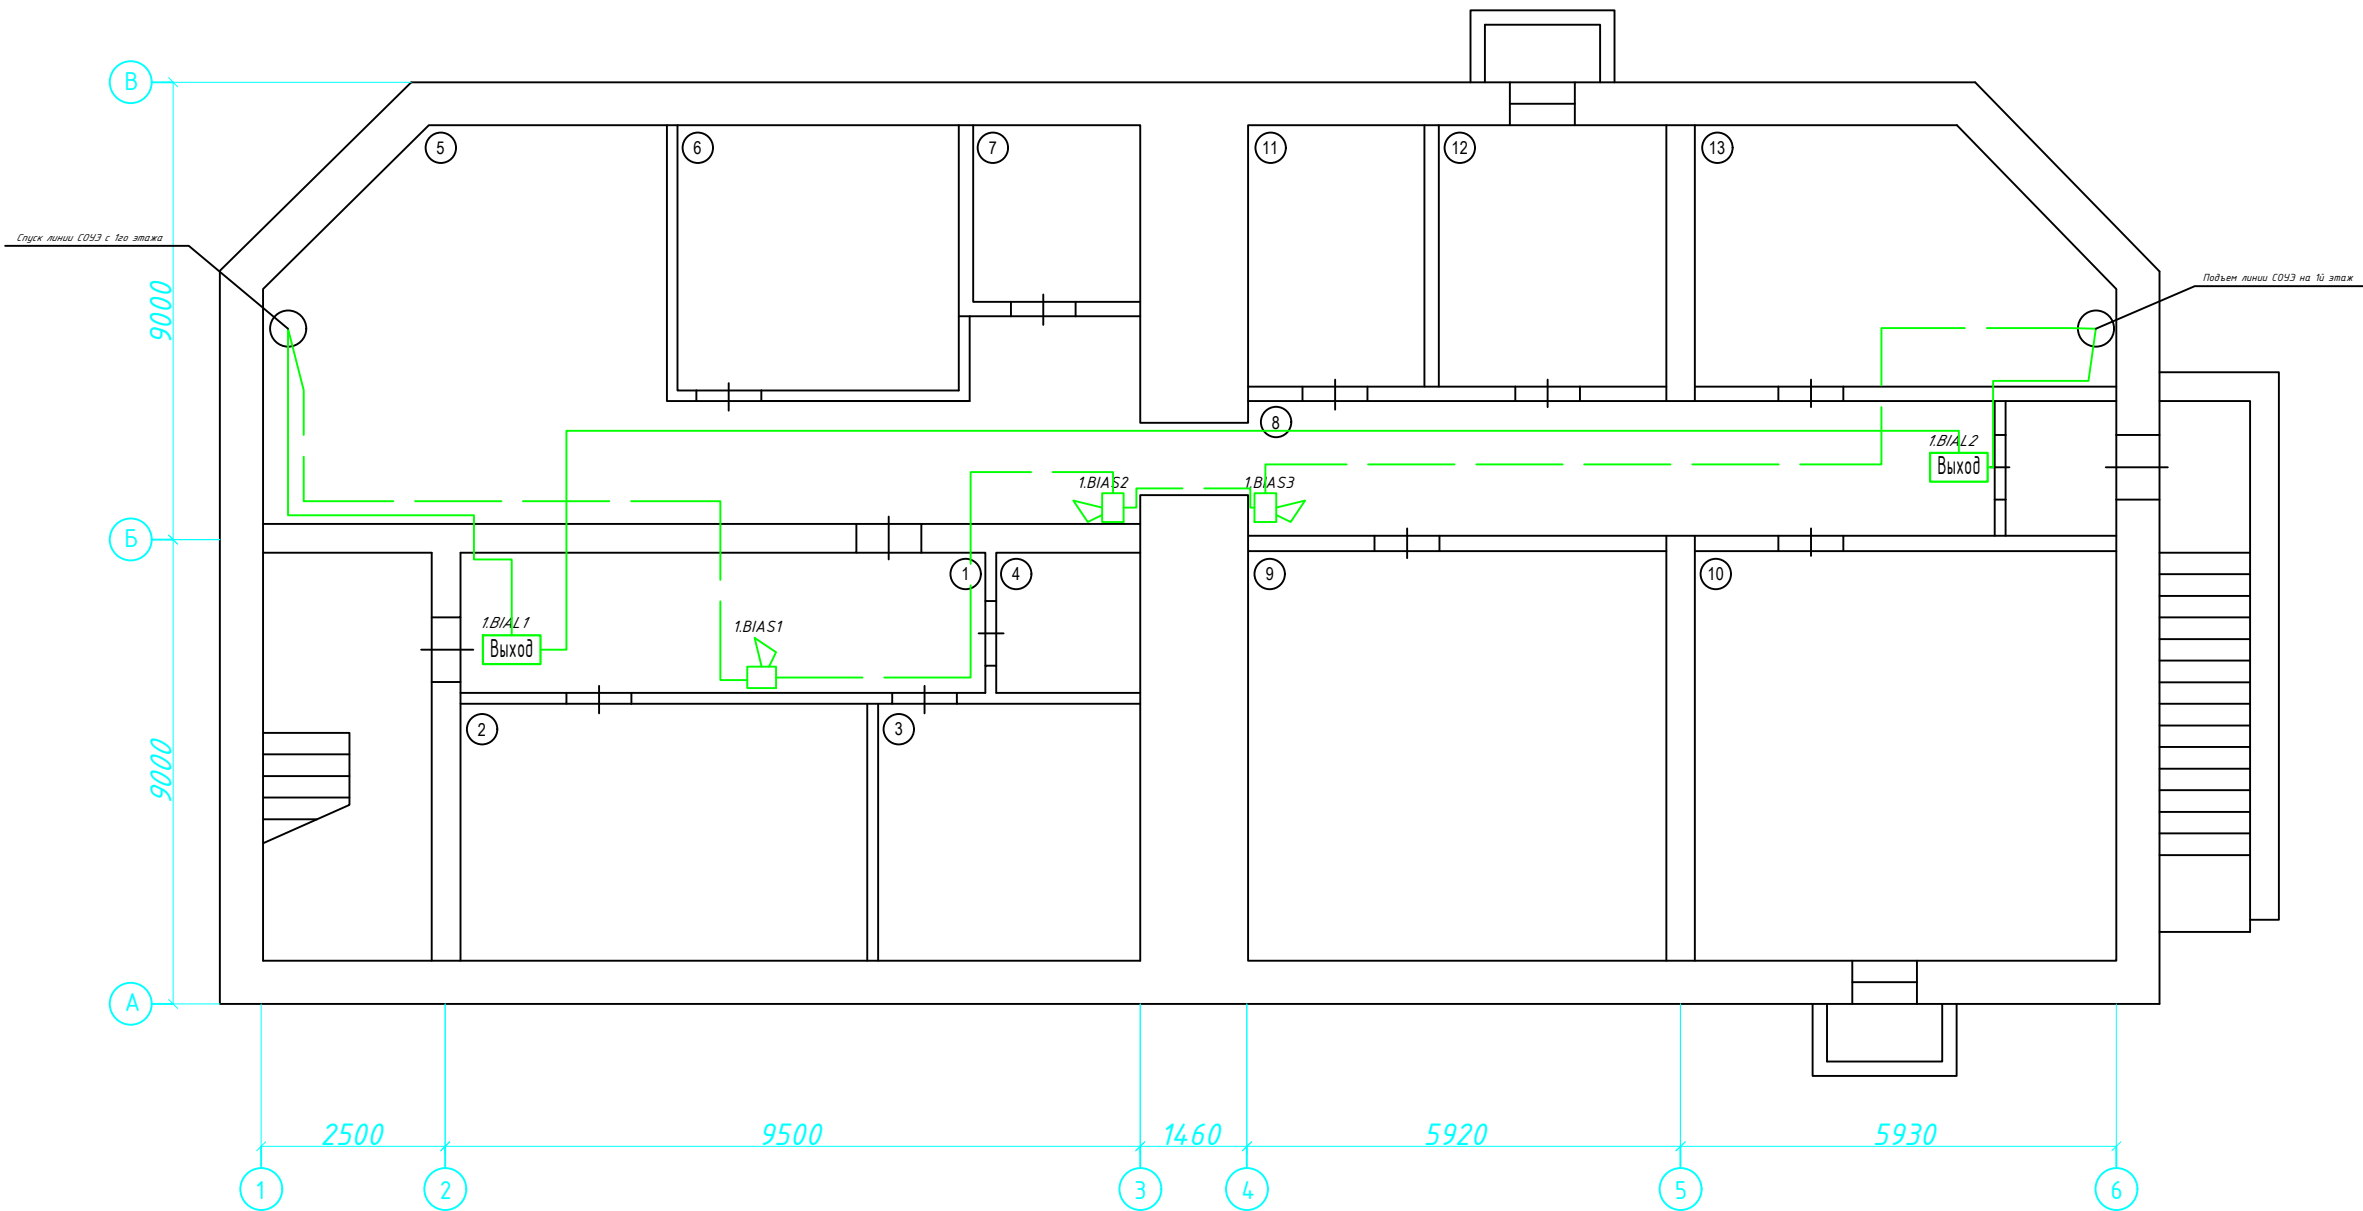 В
5
6
7
11
12
13
Спуск линии СОУЭ с 1го этажа
Подъем линии СОУЭ на 1й этаж
9000
8
1.BIAL2
Выход
1.BIAS2
1.BIAS3
Б
1
4
9
10
1.BIAL1
Выход
1.BIAS1
2
3
9000
А
2500
9500
1460
5920
5930
1
2
3
4
5
6